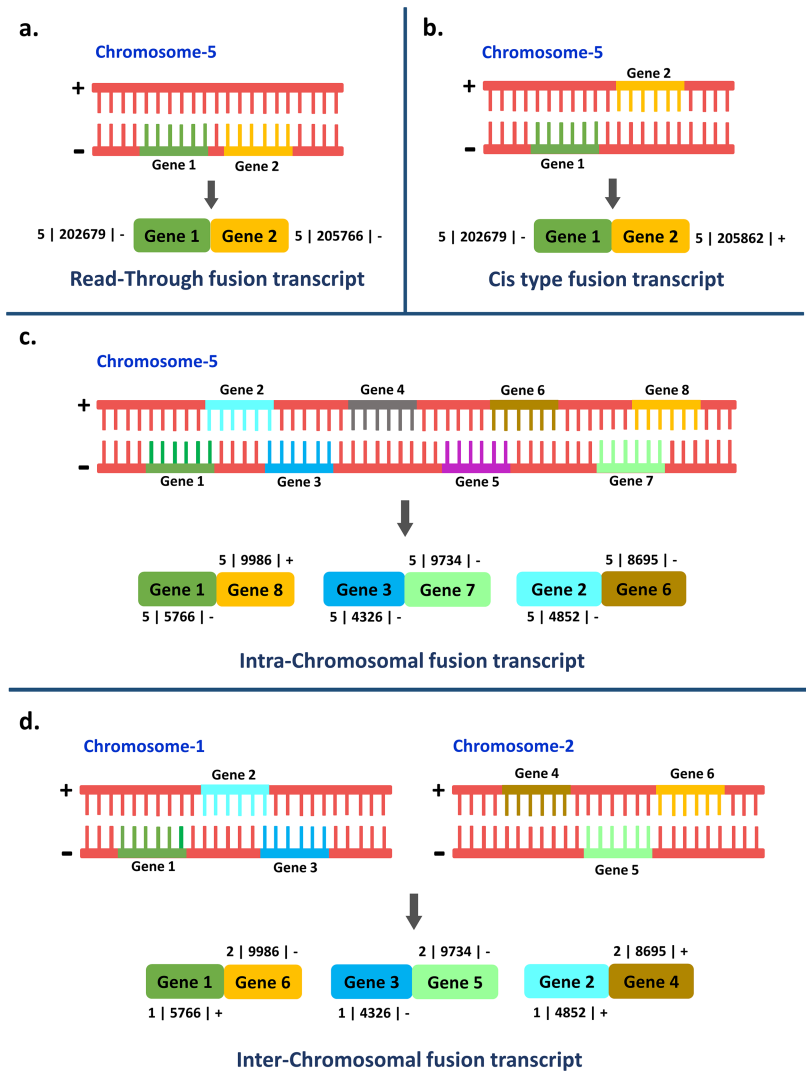 a.
Chromosome-5
+
–
Gene 1
Gene 2
5 | 202679 | -
Gene 1
Gene 2
5 | 205766 | -
Read-Through fusion transcript
b.
Chromosome-5
Gene 2
+
–
Gene 1
5 | 202679 | -
Gene 1
Gene 2
5 | 205862 | +
Cis type fusion transcript
c.
Chromosome-5
Gene 2
Gene 4
Gene 6
Gene 8
+
–
Gene 1
Gene 3
Gene 5
Gene 7
5 | 9986 | +
5 | 9734 | -
5 | 8695 | -
Gene 1
Gene 8
Gene 3
Gene 7
Gene 2
Gene 6
5 | 5766 | -
5 | 4326 | -
5 | 4852 | -
Intra-Chromosomal fusion transcript
d.
Chromosome-1
Gene 2
+
–
Gene 1
Gene 3
Chromosome-2
Gene 4
Gene 6
+
–
Gene 5
2 | 9986 | -
2 | 9734 | -
2 | 8695 | +
Gene 1
Gene 6
Gene 3
Gene 5
Gene 2
Gene 4
1 | 5766 | +
1 | 4326 | -
1 | 4852 | +
Inter-Chromosomal fusion transcript